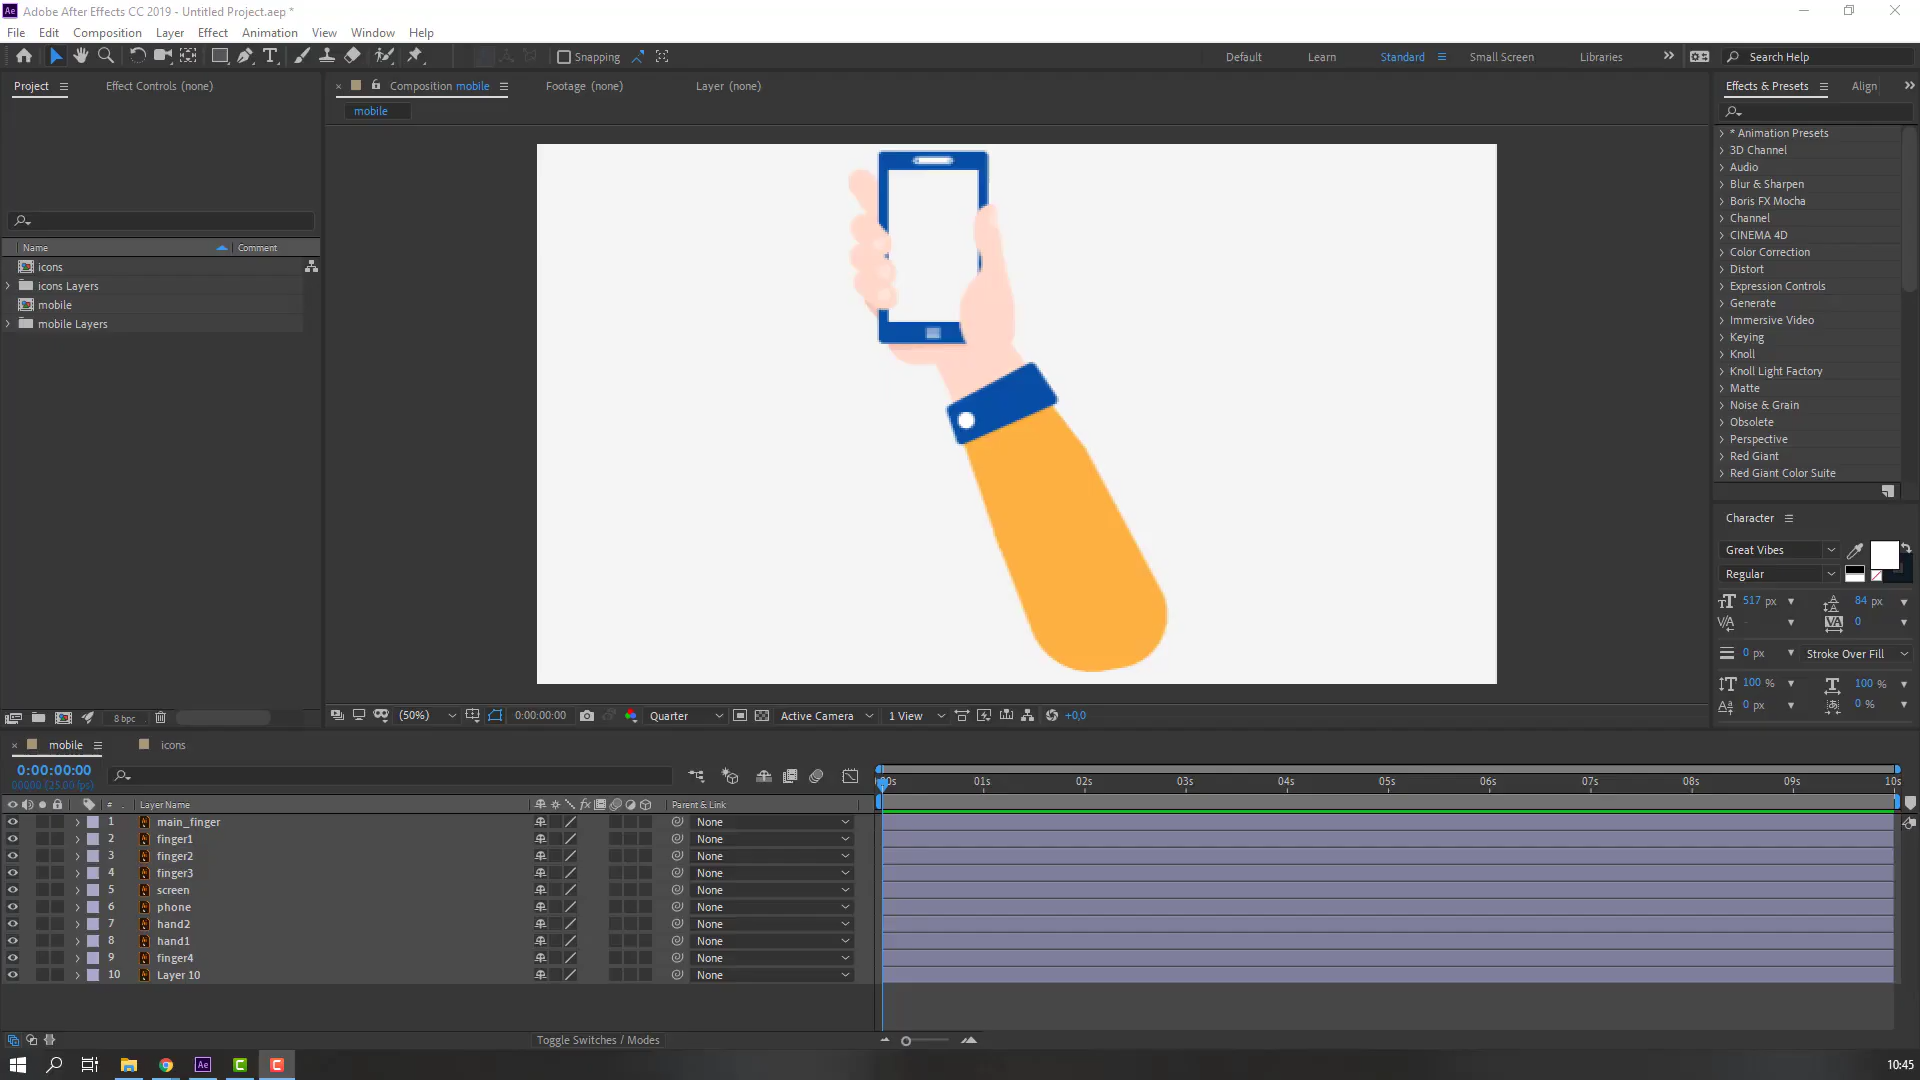 Adobe After Effects CC 2019 - Untitled Project.aep *
File Edit Composition Layer Effect Animation View Window Help
Snapping
Default Learn Standard Small Screen Libraries
Search Help
Project Effect Controls (none)
Composition mobile
Footage (none)
Layer (none)
Effects & Presets
Align
mobile
Name Comment
icons
icons Layers
mobile
mobile Layers
* Animation Presets
3D Channel
Audio
Blur & Sharpen
Boris FX Mocha
Channel
CINEMA 4D
Color Correction
Distort
Expression Controls
Generate
Immersive Video
Keying
Knoll
Knoll Light Factory
Matte
Noise & Grain
Obsolete
Perspective
Red Giant
Red Giant Color Suite
Character
Great Vibes
Regular
517 px
84 px
0
0 px
Stroke Over Fill
100 %
100 %
0 px
0 %
8 bpc
(50%)
0:00:00:00
Quarter
Active Camera
1 View
+0,0
mobile
icons
0:00:00:00
00000 (25.00 fps)
00s 01s 02s 03s 04s 05s 06s 07s 08s 09s 10s
# Layer Name
fx
Parent & Link
1 main_finger None
2 finger1 None
3 finger2 None
4 finger3 None
5 screen None
6 phone None
7 hand2 None
8 hand1 None
9 finger4 None
10 Layer 10 None
Toggle Switches / Modes
10:45